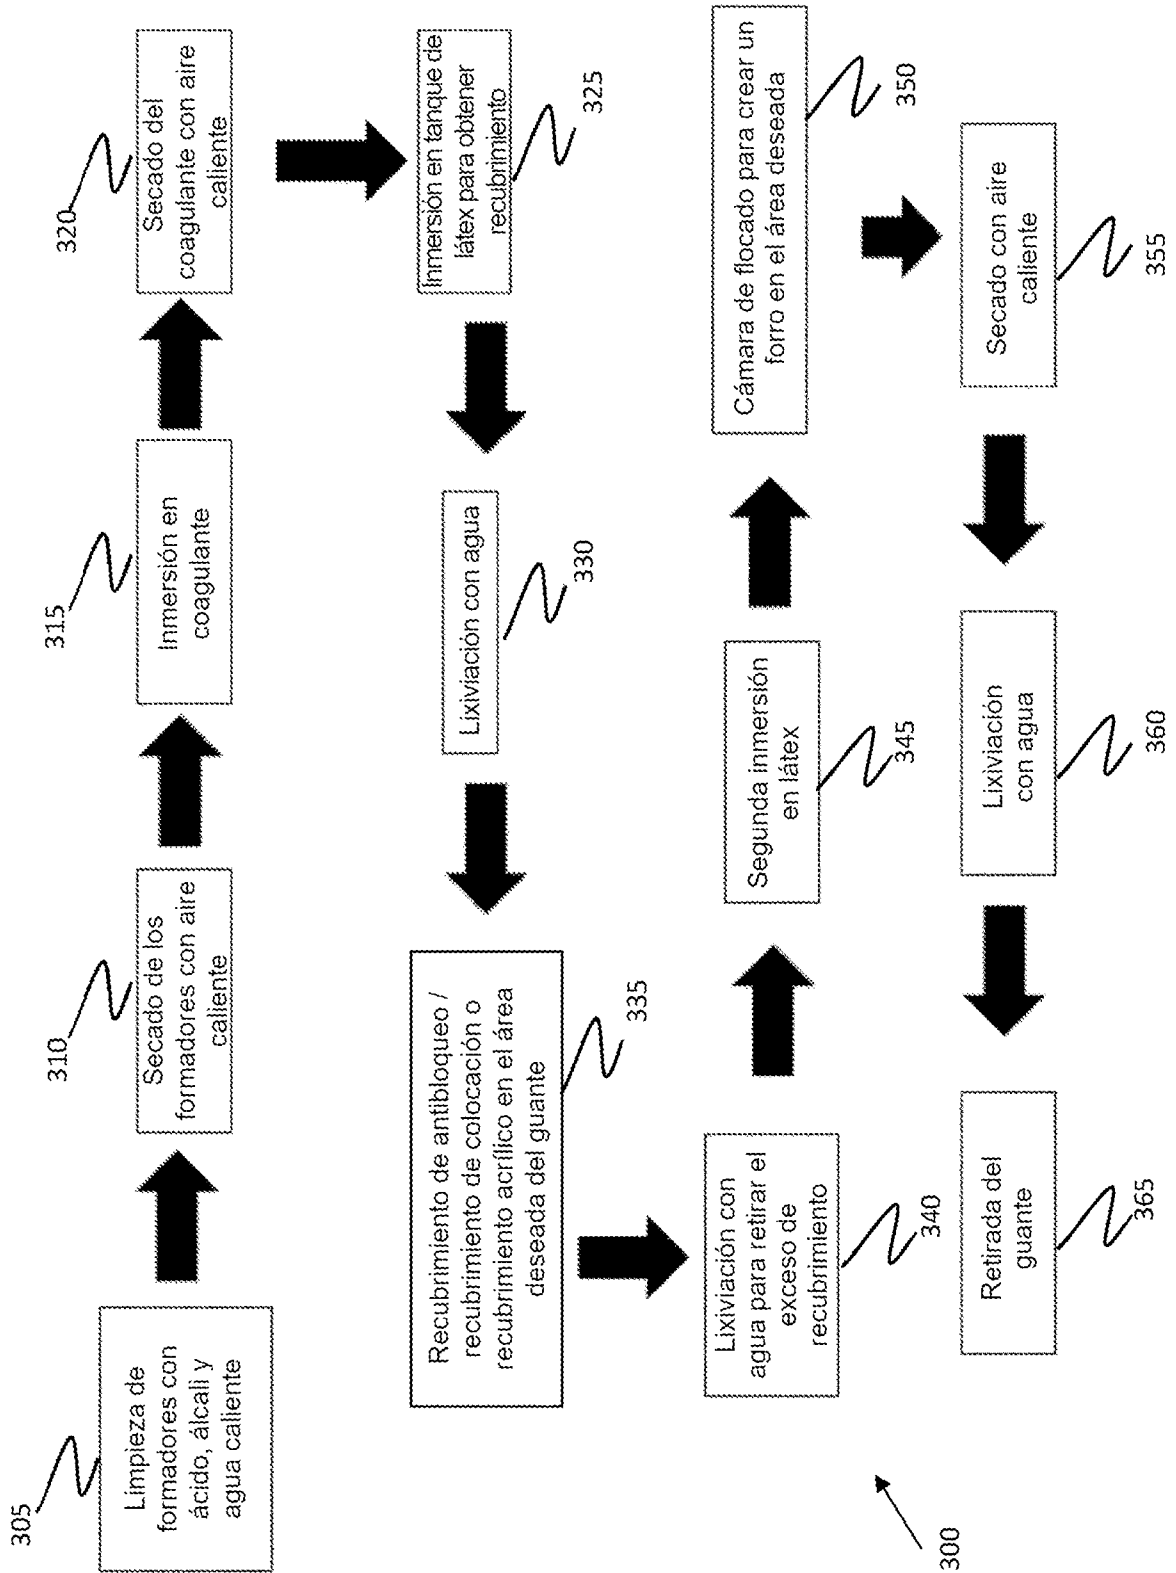 305
Limpieza de
formadores con
ácido, álcali y
agua caliente
310
Secado de los
formadores con aire
caliente
315
Inmersión en
coagulante
320
Secado del
coagulante con aire
caliente
Inmersión en tanque de
látex para obtener
recubrimiento
325
Lixiviación con agua
330
Recubrimiento de antibloqueo /
recubrimiento de colocación o
recubrimiento acrílico en el área
deseada del guante
335
Lixiviación con
agua para retirar el
exceso de
recubrimiento
340
Segunda inmersión
en látex
345
Cámara de flocado para crear un
forro en el área deseada
350
Secado con aire
caliente
355
Lixiviación
con agua
360
Retirada del
guante
365
300